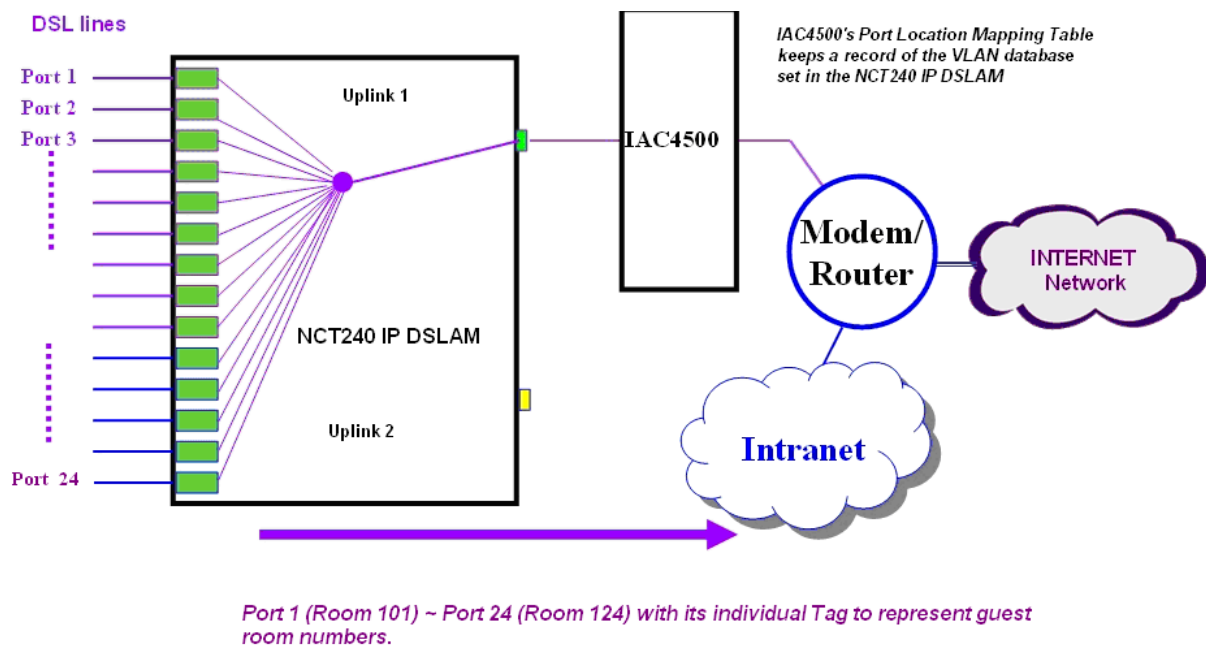 DSL lines
Port 1
Port 2
Port 3
Port 24
Uplink 1
NCT240 IP DSLAM
Uplink 2
IAC4500
IAC4500's Port Location Mapping Table
keeps a record of the VLAN database
set in the NCT240 IP DSLAM
Modem/
Router
INTERNET
Network
Intranet
Port 1 (Room 101) ~ Port 24 (Room 124) with its individual Tag to represent guest
room numbers.